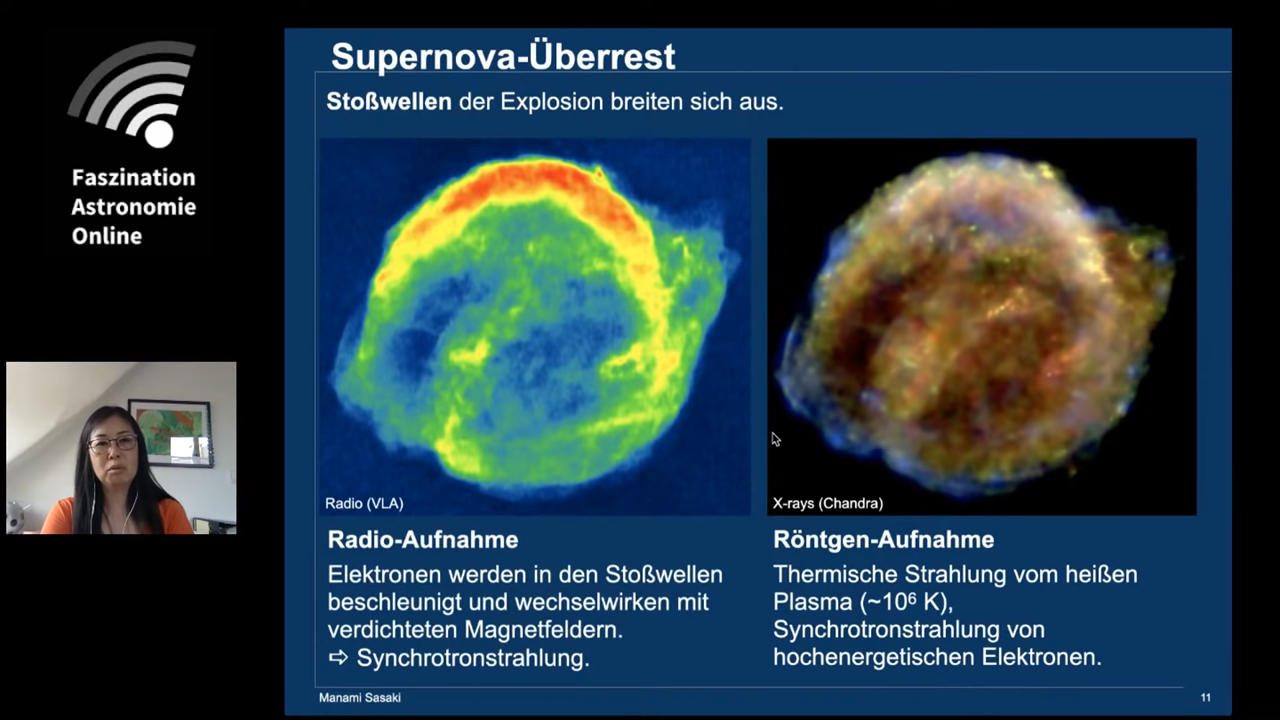 Faszination
Astronomie
Online
Supernova-Überrest
Stoßwellen der Explosion breiten sich aus.
Radio (VLA)
X-rays (Chandra)
Radio-Aufnahme
Elektronen werden in den Stoßwellen
beschleunigt und wechselwirken mit
verdichteten Magnetfeldern.
⇨ Synchrotronstrahlung.
Röntgen-Aufnahme
Thermische Strahlung vom heißen
Plasma (~10⁶ K),
Synchrotronstrahlung von
hochenergetischen Elektronen.
Manami Sasaki
11